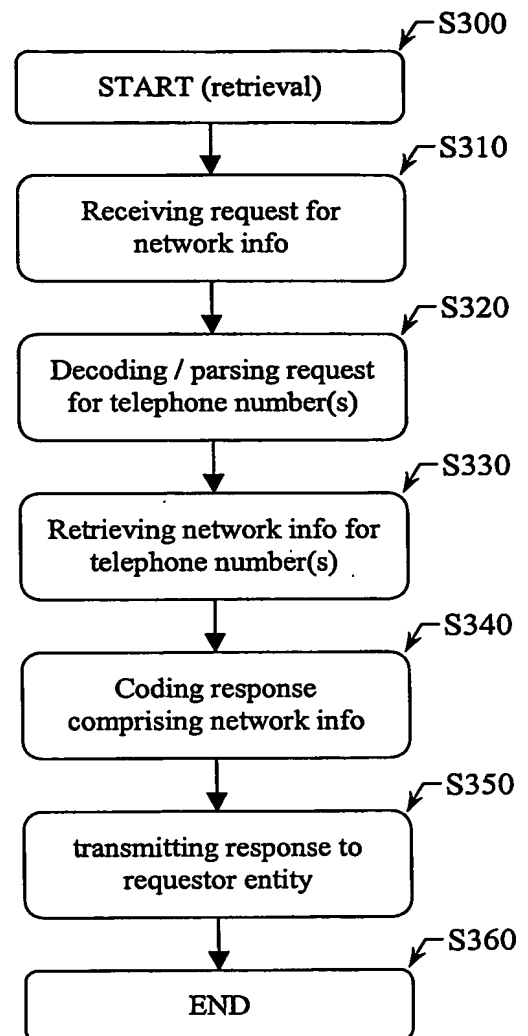 S300
START (retrieval)
S310
Receiving request for
network info
S320
Decoding / parsing request
for telephone number(s)
S330
Retrieving network info for
telephone number(s)
S340
Coding response
comprising network info
S350
transmitting response to
requestor entity
S360
END